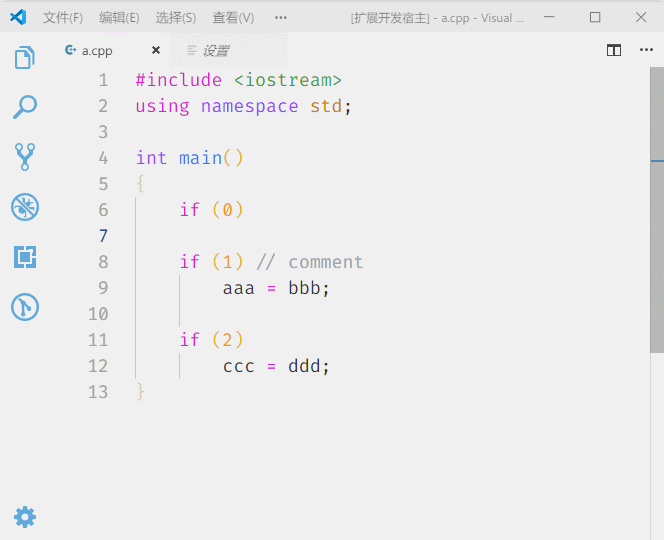 文件(F) 编辑(E) 选择(S) 查看(V) ··· [扩展开发宿主] - a.cpp - Visual ...
a.cpp 设置
1 #include <iostream>
2 using namespace std;
3
4 int main()
5 {
6     if (0)
7
8     if (1) // comment
9         aaa = bbb;
10
11     if (2)
12         ccc = ddd;
13 }